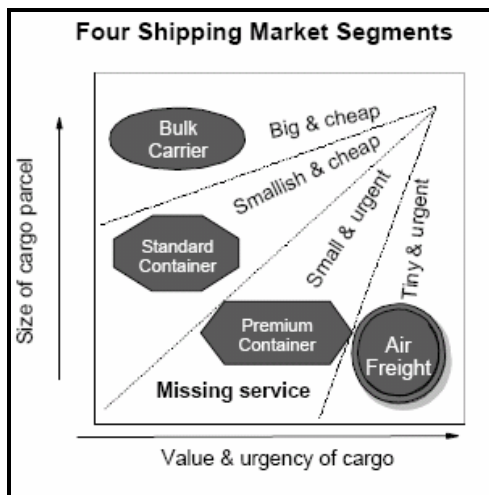 Four Shipping Market Segments
Size of cargo parcel
Bulk
Carrier
Big & cheap
Smallish & cheap
Standard
Container
Small & urgent
Tiny & urgent
Premium
Container
Air
Freight
Missing service
Value & urgency of cargo